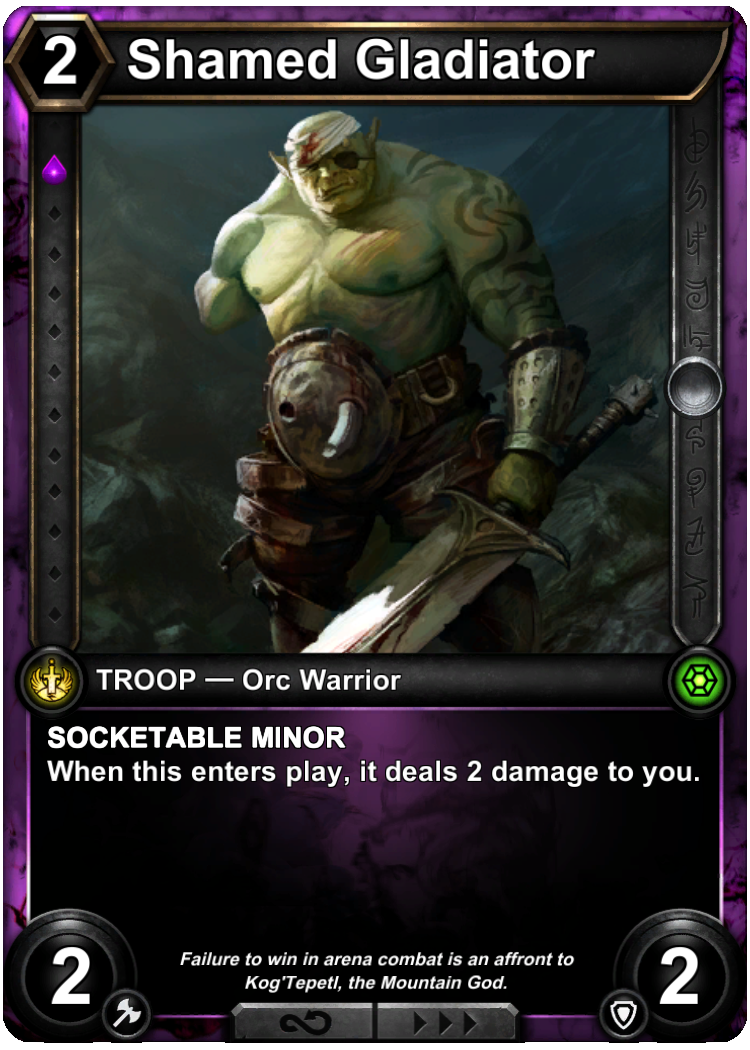 2
Shamed Gladiator
TROOP — Orc Warrior
SOCKETABLE MINOR
When this enters play, it deals 2 damage to you.
Failure to win in arena combat is an affront to
Kog'Tepetl, the Mountain God.
2
2